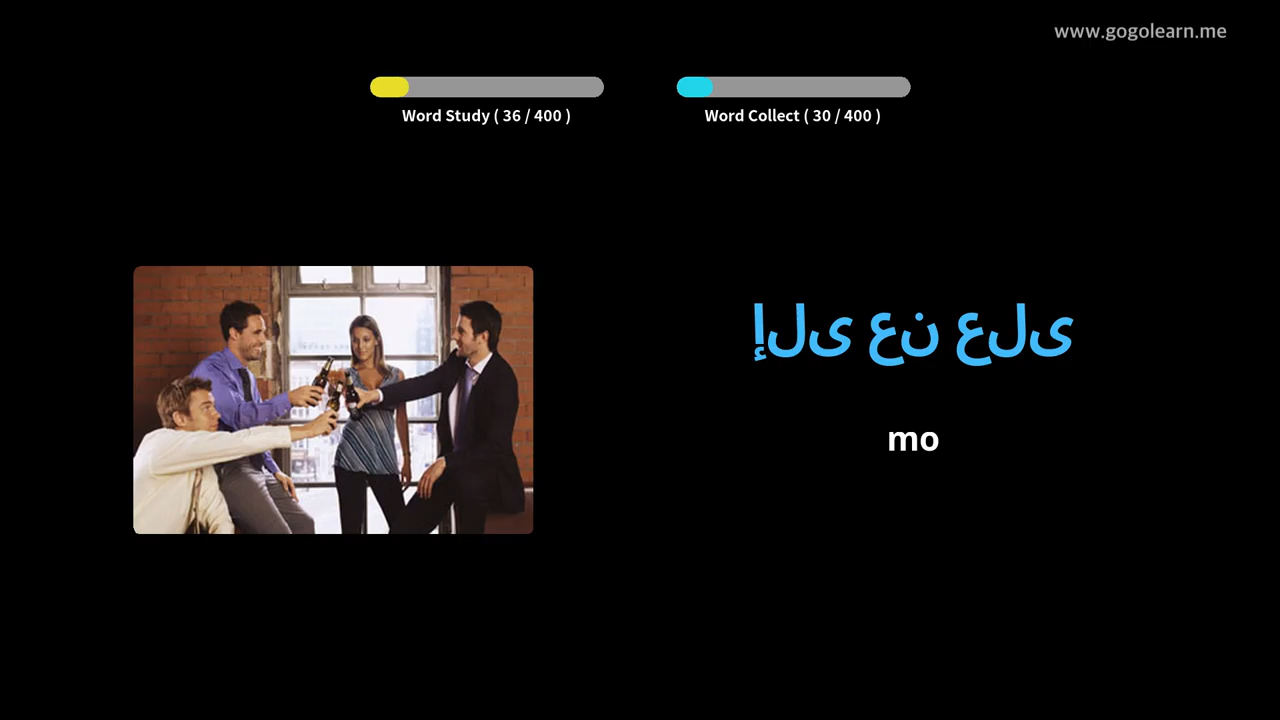 www.gogolearn.me
Word Study ( 36 / 400 )
Word Collect ( 30 / 400 )
إلى عن على
mo